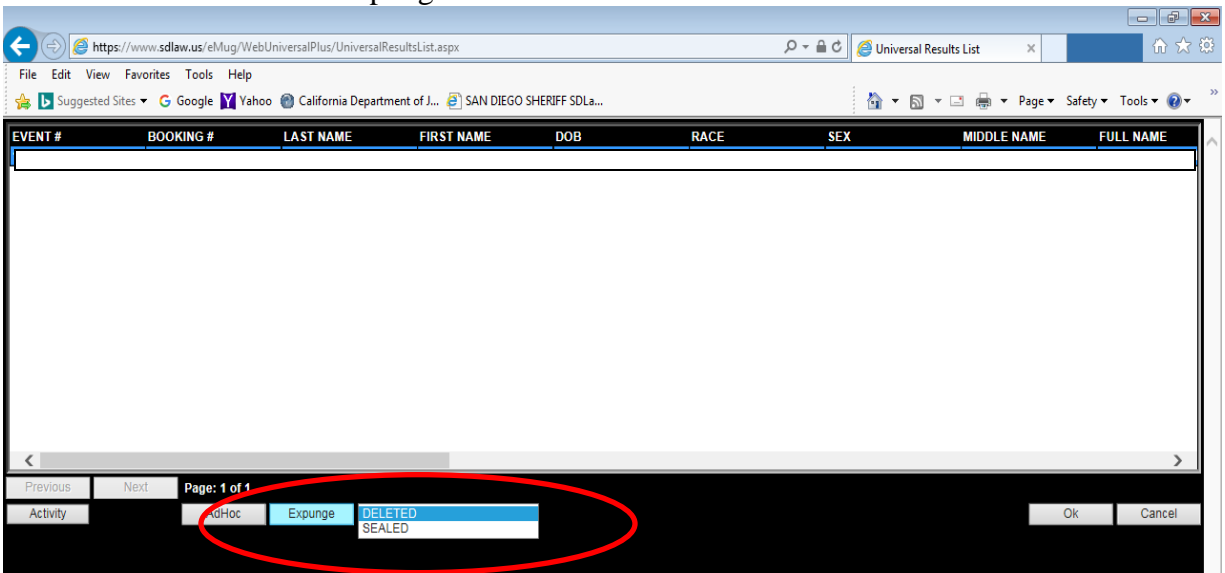 https://www.sdlaw.us/eMug/WebUniversalPlus/UniversalResultsList.aspx
Universal Results List
File Edit View Favorites Tools Help
Suggested Sites Google Yahoo California Department of J... SAN DIEGO SHERIFF SDLa...
Page Safety Tools
EVENT # BOOKING # LAST NAME FIRST NAME DOB RACE SEX MIDDLE NAME FULL NAME
Previous Next Page: 1 of 1
Activity AdHoc Expunge DELETED Ok Cancel
SEALED